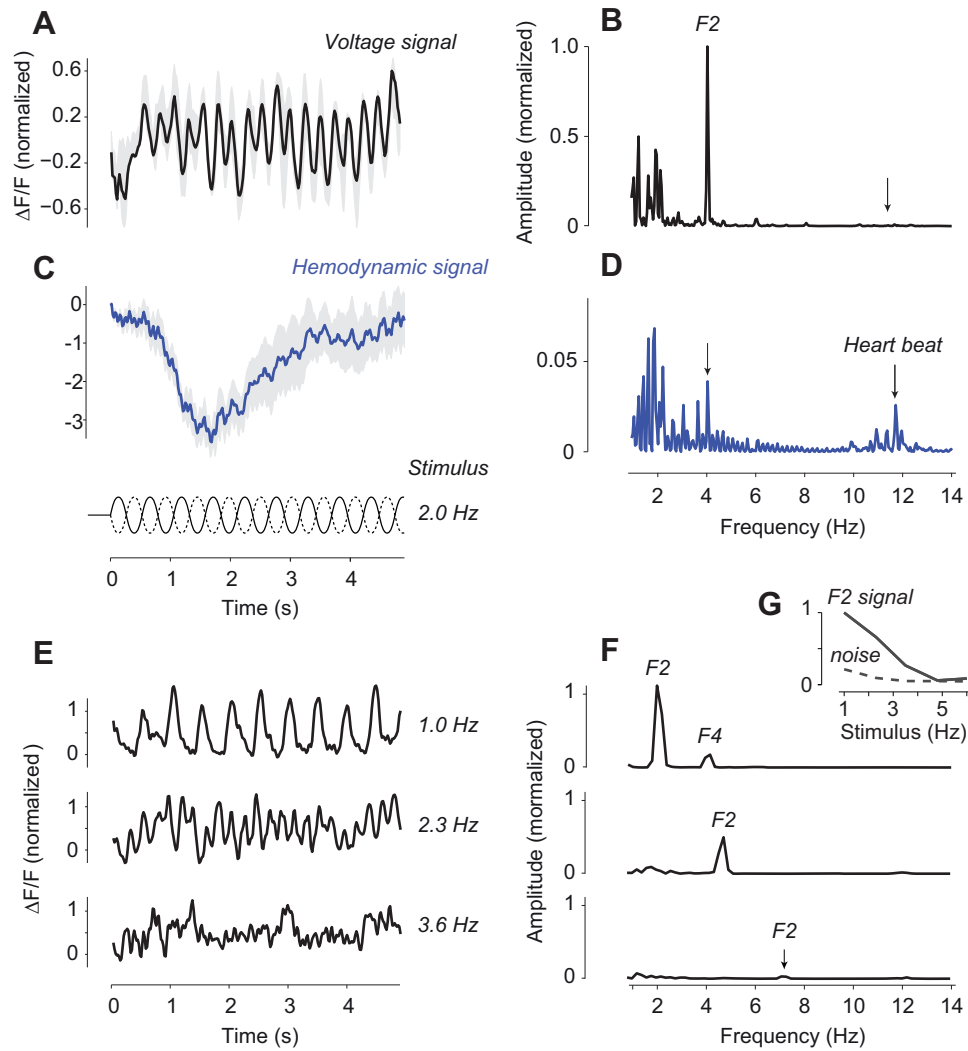 A
Voltage signal
ΔF/F (normalized)
0.6
0.2
−0.2
−0.6
B
F2
Amplitude (mormalized)
1.0
0.5
0
C
Hemodynamic signal
0
-1
-2
-3
Stimulus
2.0 Hz
0 1 2 3 4
Time (s)
D
Heart beat
0.05
0
2 4 6 8 10 12 14
Frequency (Hz)
E
ΔF/F (normalized)
1
0
1.0 Hz
1
0
2.3 Hz
1
0
3.6 Hz
0 1 2 3 4
Time (s)
F
Amplitude (mormalized)
F2
F4
1
0
F2
1
0
F2
1
0
2 4 6 8 10 12 14
Frequency (Hz)
G
F2 signal
noise
1
0
1 3 5
Stimulus (Hz)